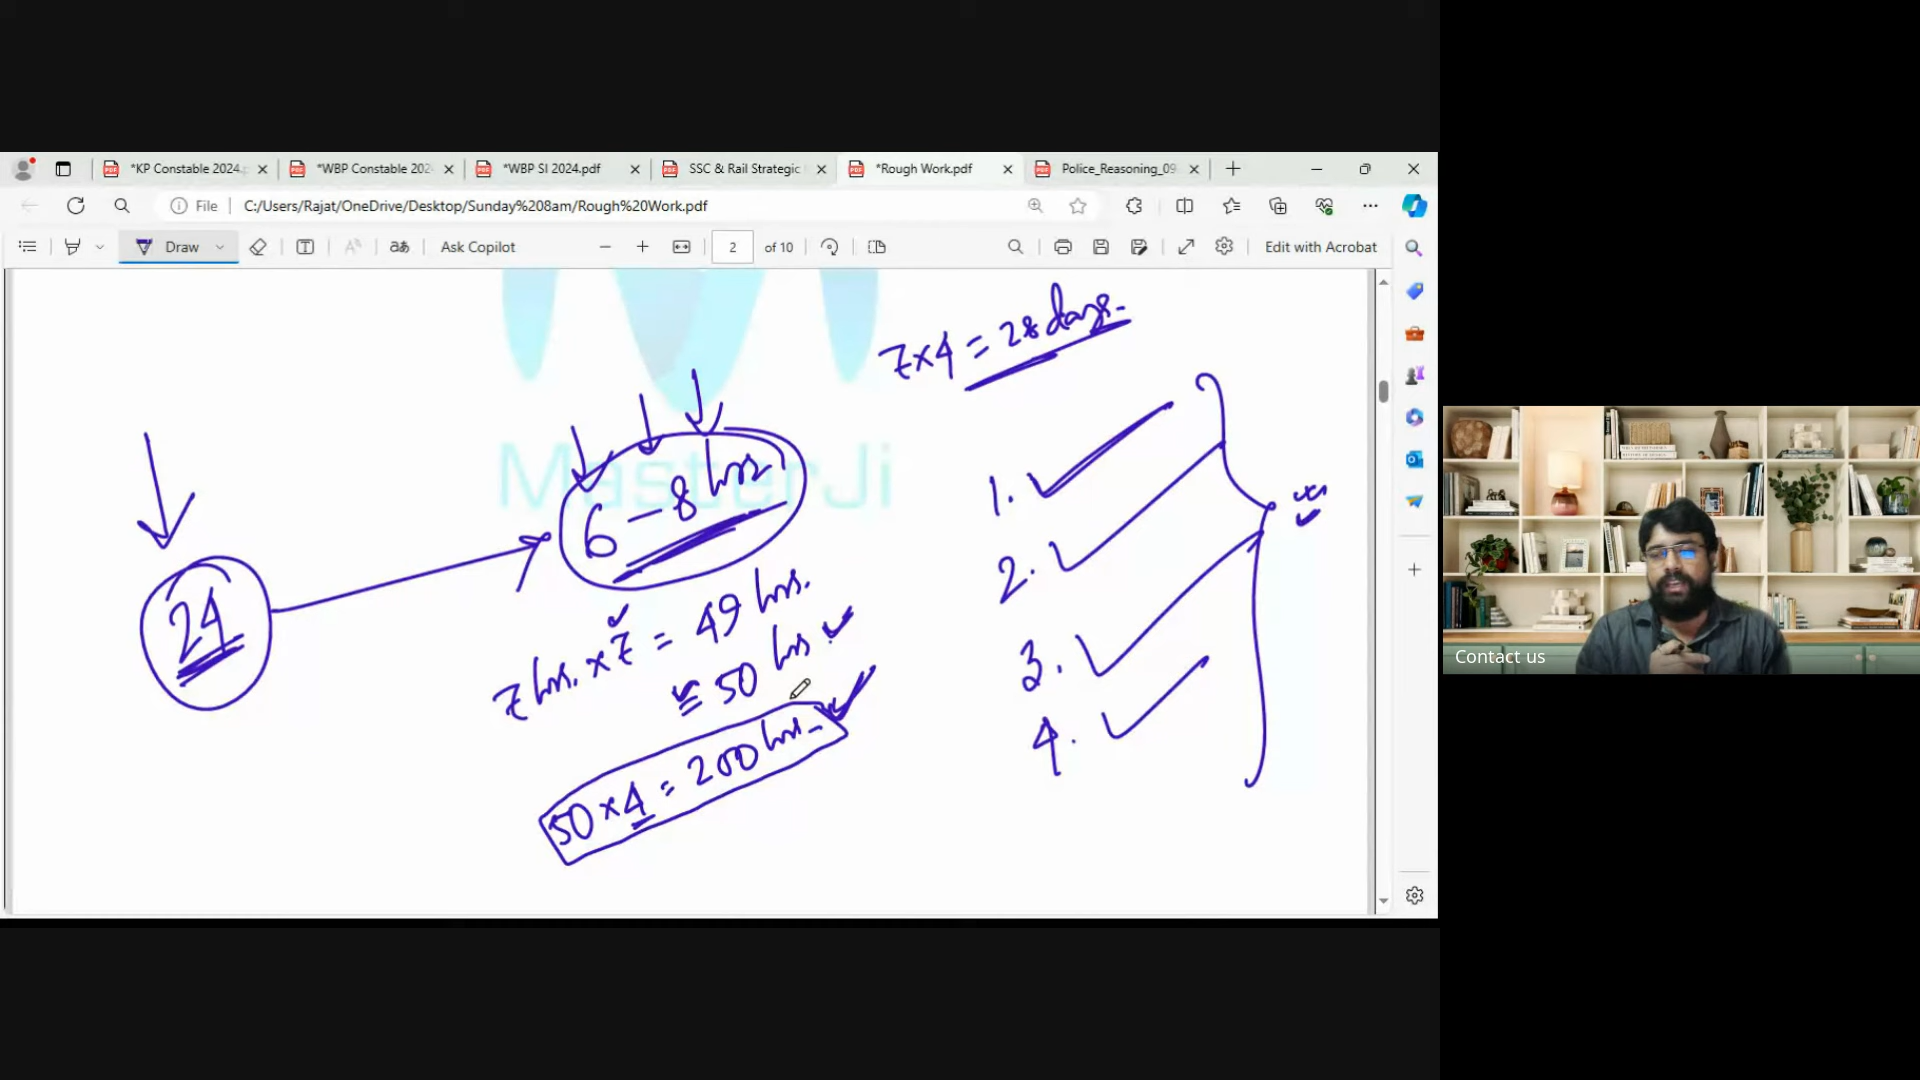 *KP Constable 2024.p
*WBP Constable 202
*WBP SI 2024.pdf
SSC & Rail Strategic
*Rough Work.pdf
Police_Reasoning_09
File
C:/Users/Rajat/OneDrive/Desktop/Sunday%208am/Rough%20Work.pdf
Draw
aあ
Ask Copilot
2
of 10
Edit with Acrobat
7x4 = 28 days.
MasterJi
6 - 8 hrs
24
7 hrs. x 7 = 49 hrs.
≈ 50 hrs.
50 x 4 = 200 hrs.
1.
2.
3.
4.
Contact us